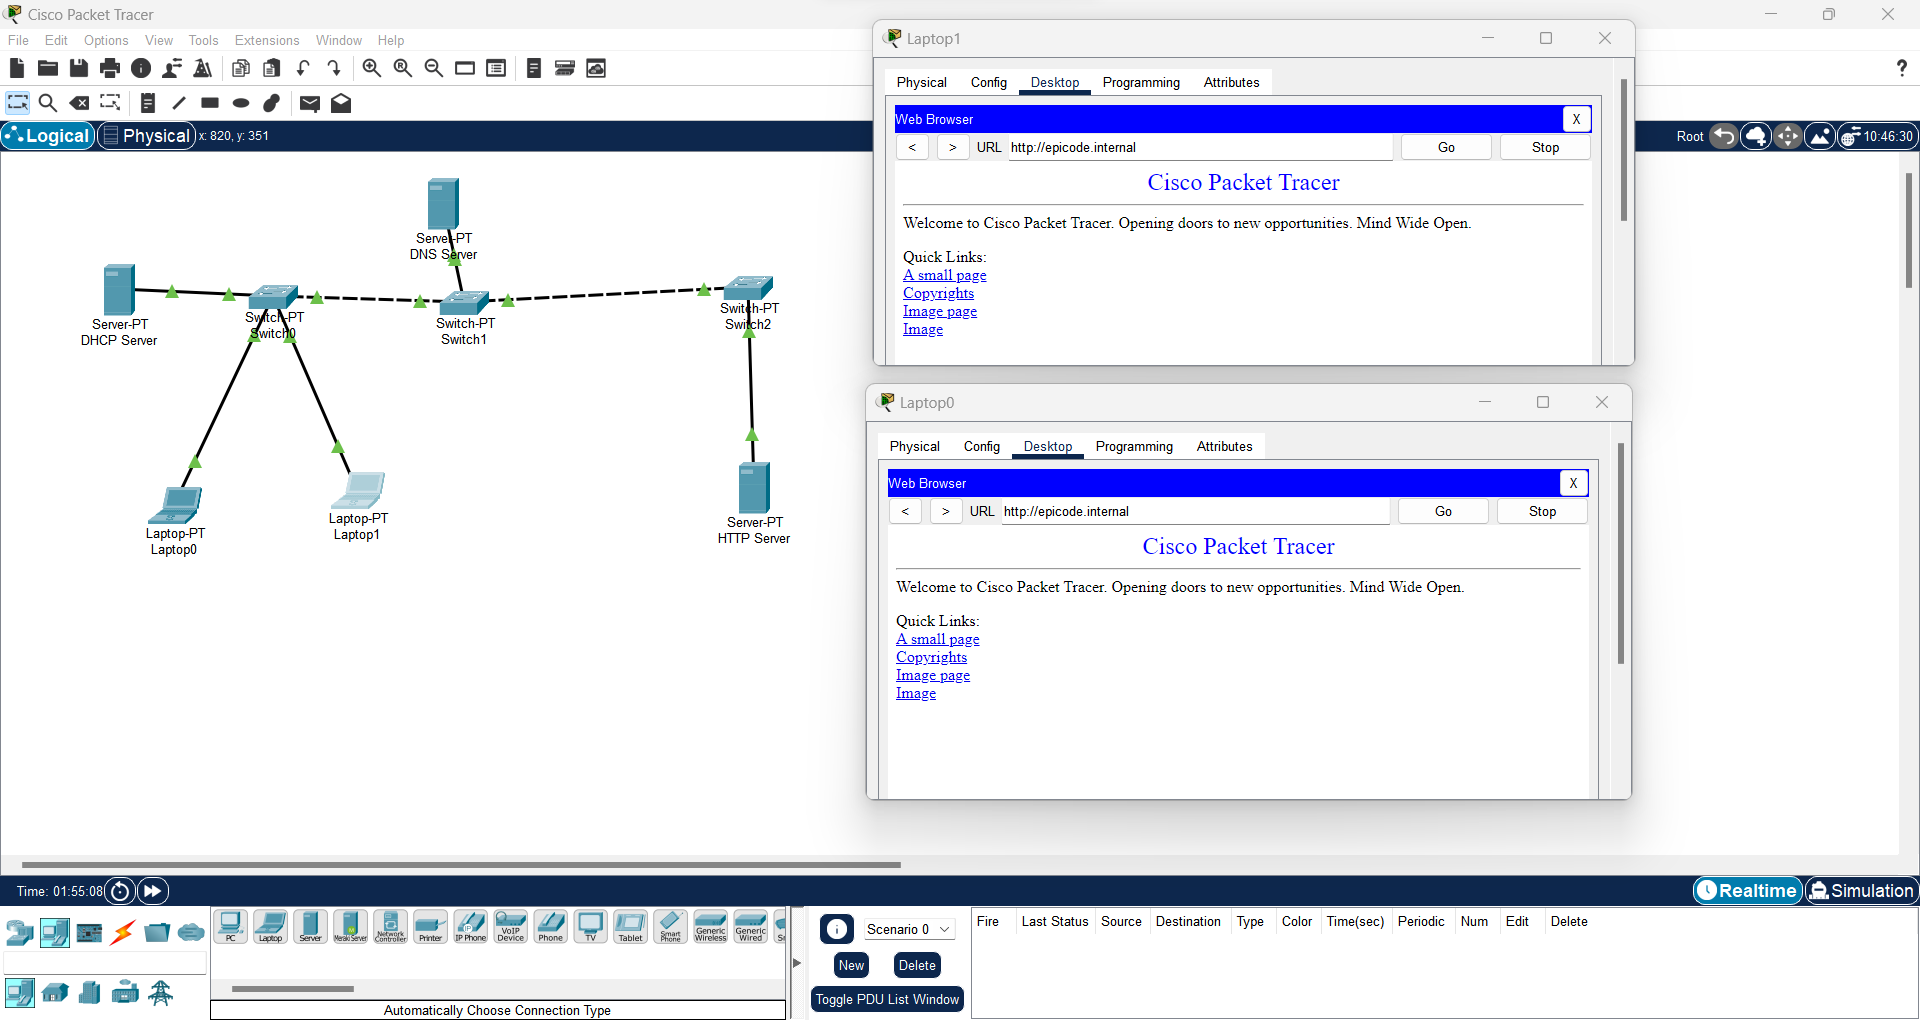 Cisco Packet Tracer
File Edit Options View Tools Extensions Window Help
Logical Physical x: 820, y: 351
Root 10:46:30
Server-PT
DNS Server
Server-PT
DHCP Server
Switch-PT
Switch0
Switch-PT
Switch1
Switch-PT
Switch2
Laptop-PT
Laptop0
Laptop-PT
Laptop1
Server-PT
HTTP Server
Laptop1
Physical Config Desktop Programming Attributes
Web Browser X
< > URL http://epicode.internal Go Stop
Cisco Packet Tracer
Welcome to Cisco Packet Tracer. Opening doors to new opportunities. Mind Wide Open.
Quick Links:
A small page
Copyrights
Image page
Image
Laptop0
Physical Config Desktop Programming Attributes
Web Browser X
< > URL http://epicode.internal Go Stop
Cisco Packet Tracer
Welcome to Cisco Packet Tracer. Opening doors to new opportunities. Mind Wide Open.
Quick Links:
A small page
Copyrights
Image page
Image
Time: 01:55:08
Realtime Simulation
PC Laptop Server Meraki Server Network Controller Printer IP Phone VoIP Device Phone TV Tablet Smart Phone Generic Wireless Generic Wired
Automatically Choose Connection Type
Scenario 0
New Delete
Toggle PDU List Window
Fire Last Status Source Destination Type Color Time(sec) Periodic Num Edit Delete